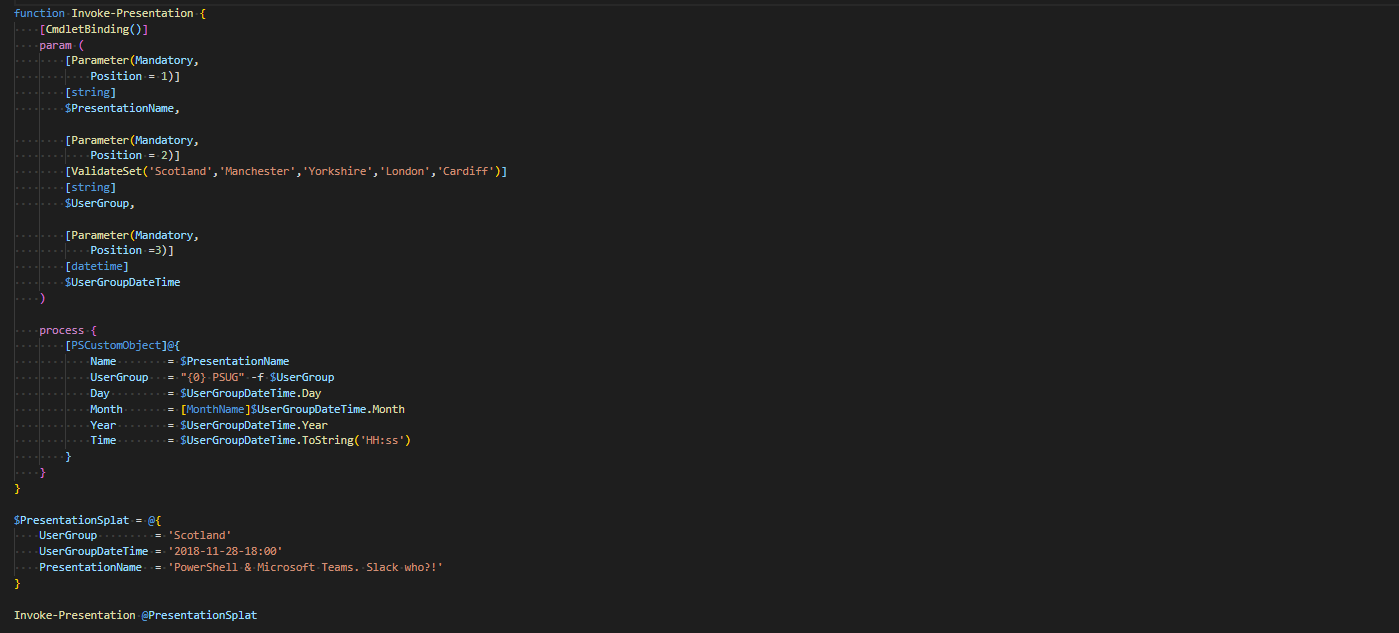 function Invoke-Presentation {
    [CmdletBinding()]
    param (
        [Parameter(Mandatory,
            Position = 1)]
        [string]
        $PresentationName,

        [Parameter(Mandatory,
            Position = 2)]
        [ValidateSet('Scotland','Manchester','Yorkshire','London','Cardiff')]
        [string]
        $UserGroup,

        [Parameter(Mandatory,
            Position =3)]
        [datetime]
        $UserGroupDateTime
    )

    process {
        [PSCustomObject]@{
            Name        = $PresentationName
            UserGroup   = "{0} PSUG" -f $UserGroup
            Day         = $UserGroupDateTime.Day
            Month       = [MonthName]$UserGroupDateTime.Month
            Year        = $UserGroupDateTime.Year
            Time        = $UserGroupDateTime.ToString('HH:ss')
        }
    }
}

$PresentationSplat = @{
    UserGroup         = 'Scotland'
    UserGroupDateTime = '2018-11-28 18:00'
    PresentationName  = 'PowerShell & Microsoft Teams. Slack who?!'
}

Invoke-Presentation @PresentationSplat